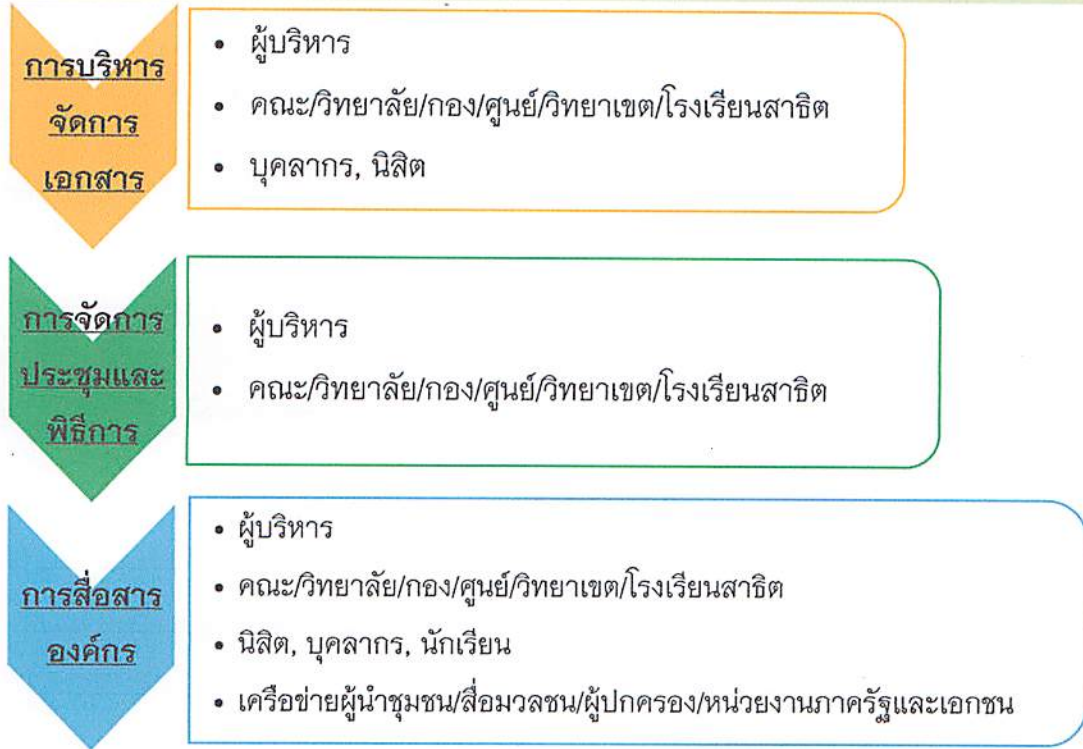 การบริหาร
จัดการ
เอกสาร
• ผู้บริหาร
• คณะ/วิทยาลัย/กอง/ศูนย์/วิทยาเขต/โรงเรียนสาธิต
• บุคลากร, นิสิต
การจัดการ
ประชุมและ
พิธีการ
• ผู้บริหาร
• คณะ/วิทยาลัย/กอง/ศูนย์/วิทยาเขต/โรงเรียนสาธิต
การสื่อสาร
องค์กร
• ผู้บริหาร
• คณะ/วิทยาลัย/กอง/ศูนย์/วิทยาเขต/โรงเรียนสาธิต
• นิสิต, บุคลากร, นักเรียน
• เครือข่ายผู้นำชุมชน/สื่อมวลชน/ผู้ปกครอง/หน่วยงานภาครัฐและเอกชน